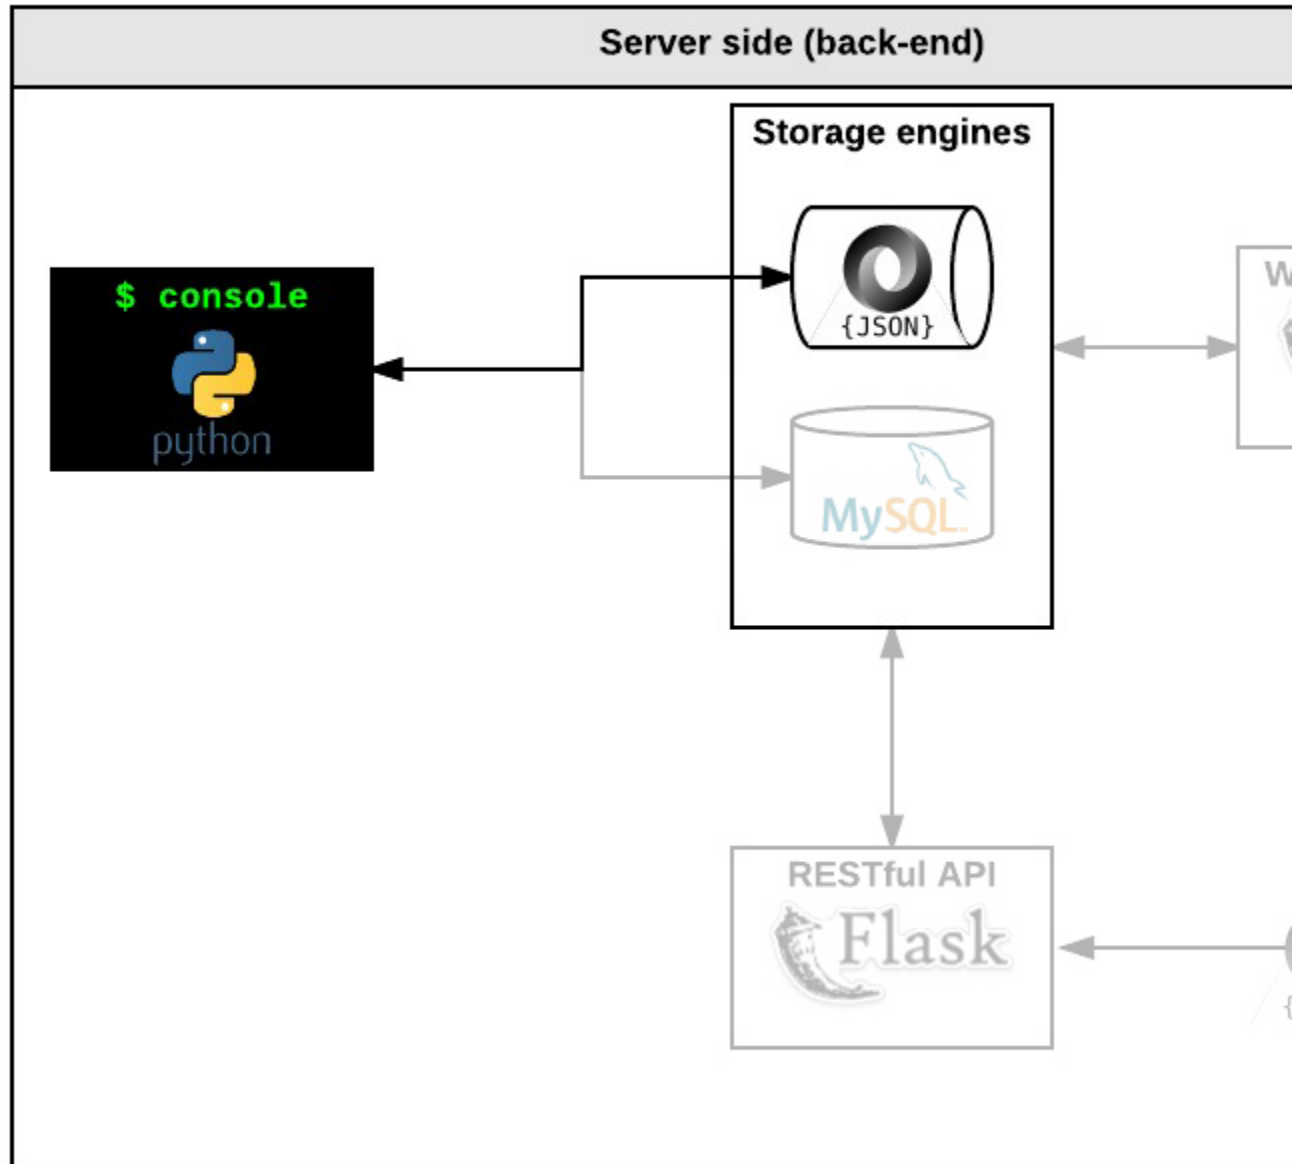 Server side (back-end)
Storage engines
$ console
python
{JSON}
MySQL
W
RESTful API
Flask
{